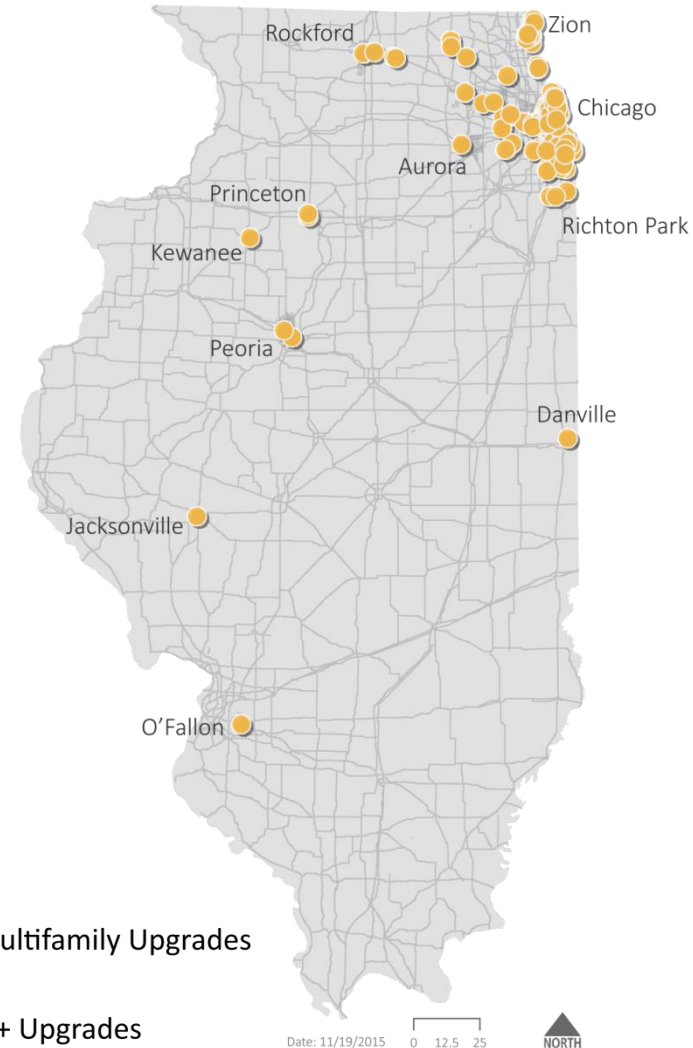 Zion
Rockford
Chicago
Aurora
Princeton
Richton Park
Kewanee
Peoria
Danville
Jacksonville
O'Fallon
Upgrades
+ Upgrades
Date: 11/19/2015 0 12.5 25 NORTH